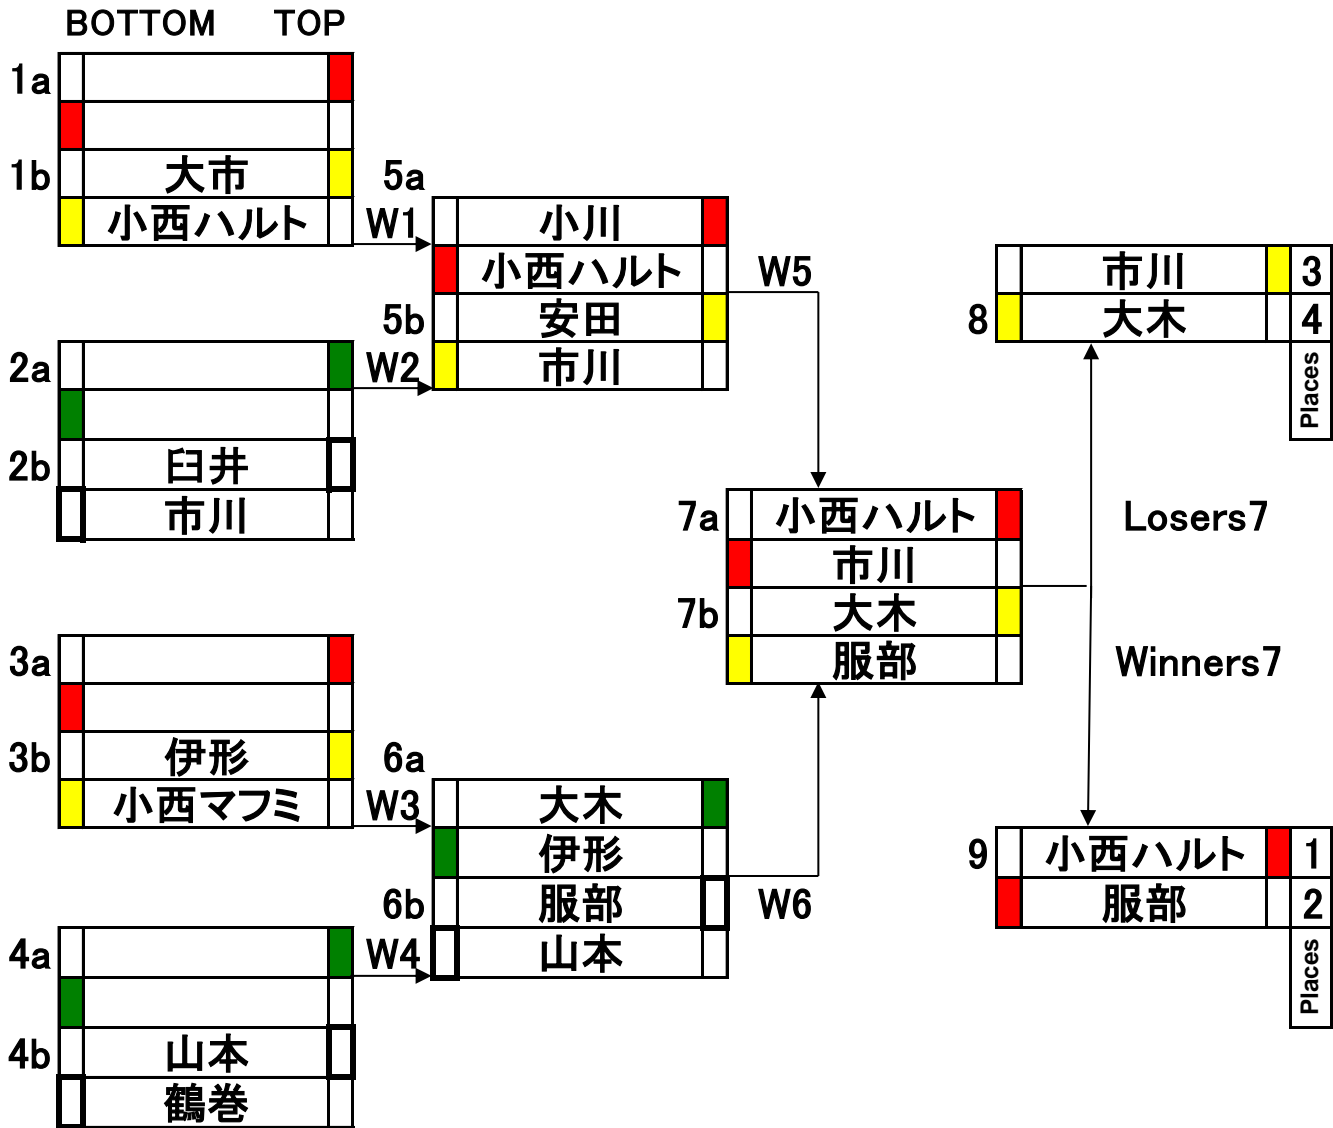 BOTTOM TOP
1a
1b 大市
小西ハルト
W1
2a
2b 臼井
市川
W2
3a
3b 伊形
小西マフミ
W3
4a
4b 山本
鶴巻
W4
5a 小川
小西ハルト
5b 安田
市川
W5
6a 大木
伊形
6b 服部
山本
W6
7a 小西ハルト
市川
7b 大木
服部
Losers7
Winners7
市川 3
8 大木 4
Places
9 小西ハルト 1
服部 2
Places